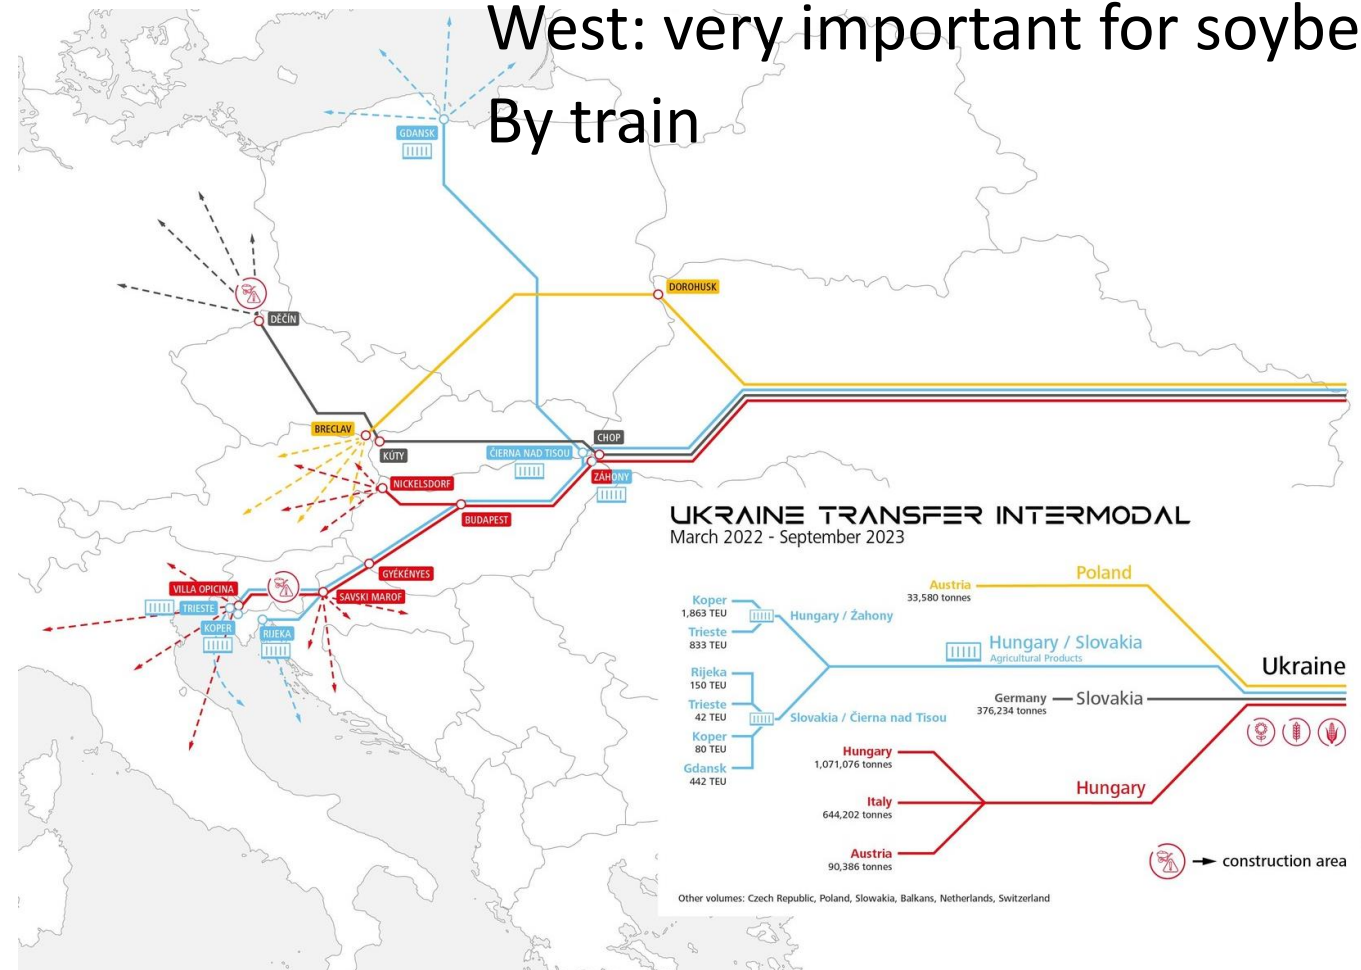 West: very important for soybe
By train
GDANSK
DOROHUSK
DĚČÍN
BRECLAV
KÚTY
CHOP
ČIERNA NAD TISOU
ZÁHONY
NICKELSDORF
BUDAPEST
GYÉKÉNYES
VILLA OPICINA
SAVSKI MAROF
TRIESTE
KOPER
RIJEKA
UKRAINE TRANSFER INTERMODAL
March 2022 - September 2023
Poland
Austria
33,580 tonnes
Koper
1,863 TEU
Hungary / Źahony
Trieste
833 TEU
Hungary / Slovakia
Agricultural Products
Ukraine
Rijeka
150 TEU
Germany
376,234 tonnes
Slovakia
Trieste
42 TEU
Slovakia / Čierna nad Tisou
Koper
80 TEU
Gdansk
442 TEU
Hungary
1,071,076 tonnes
Hungary
Italy
644,202 tonnes
Austria
90,386 tonnes
construction area
Other volumes: Czech Republic, Poland, Slowakia, Balkans, Netherlands, Switzerland